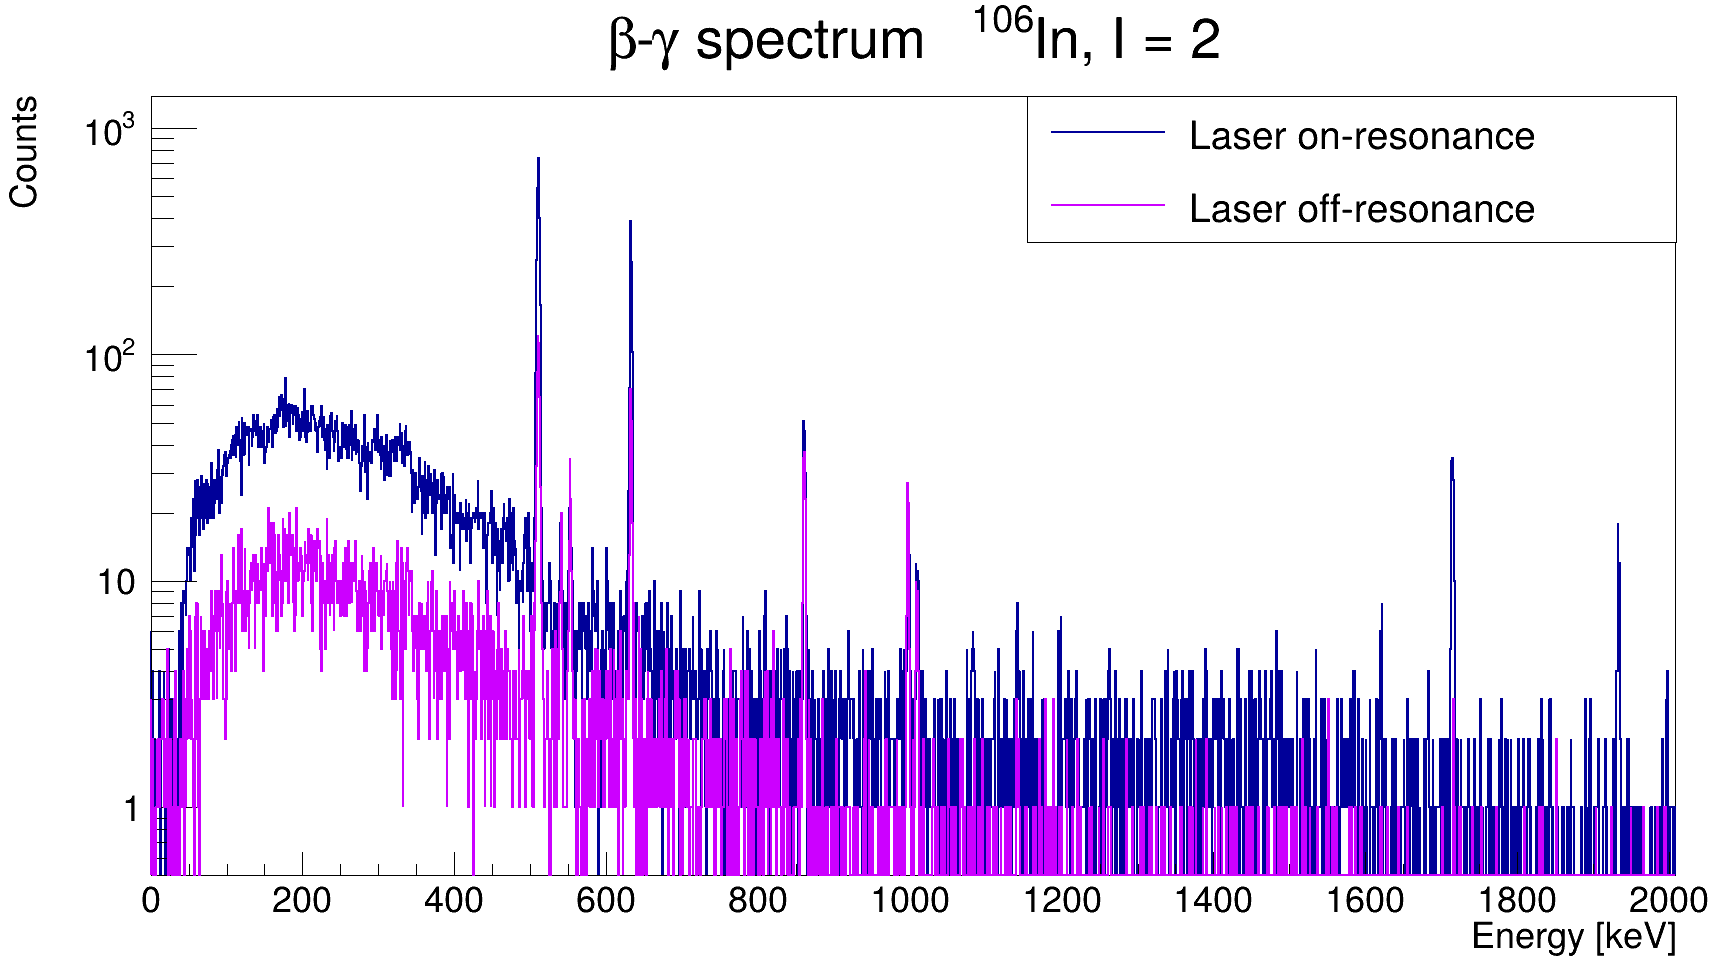 β-γ spectrum ¹⁰⁶In, I = 2
Counts
Laser on-resonance
Laser off-resonance
10³
10²
10
1
0 200 400 600 800 1000 1200 1400 1600 1800 2000
Energy [keV]